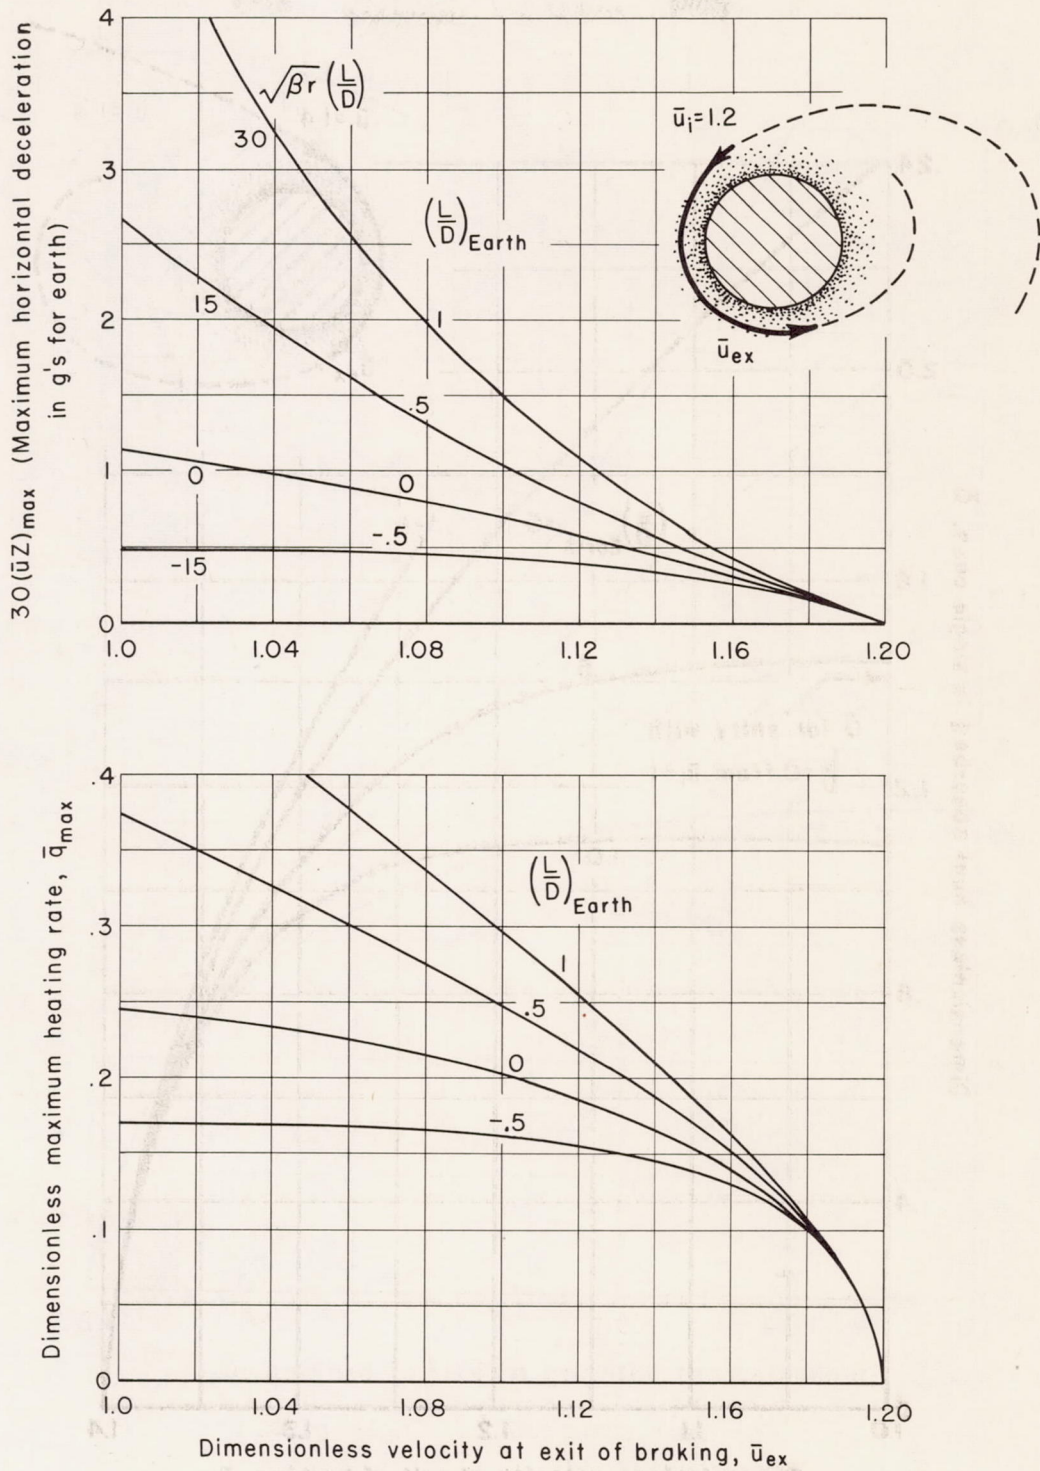 30(ūZ)max (Maximum horizontal deceleration
in g's for earth)
4
3
2
1
0
√βr (L/D)
30
15
0
-15
(L/D)Earth
1
.5
0
-.5
ūi=1.2
ūex
1.0 1.04 1.08 1.12 1.16 1.20
Dimensionless maximum heating rate, q̄max
.4
.3
.2
.1
0
(L/D)Earth
1
.5
0
-.5
1.0 1.04 1.08 1.12 1.16 1.20
Dimensionless velocity at exit of braking, ūex